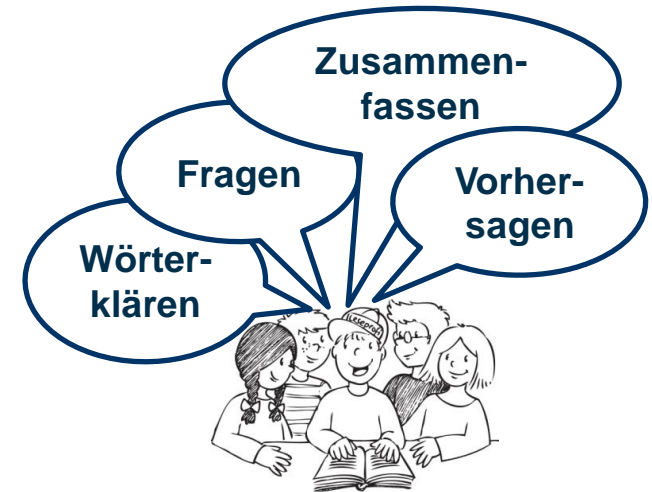 Zusammen-
fassen
Fragen
Vorher-
sagen
Wörter-
klären
Leseprofi